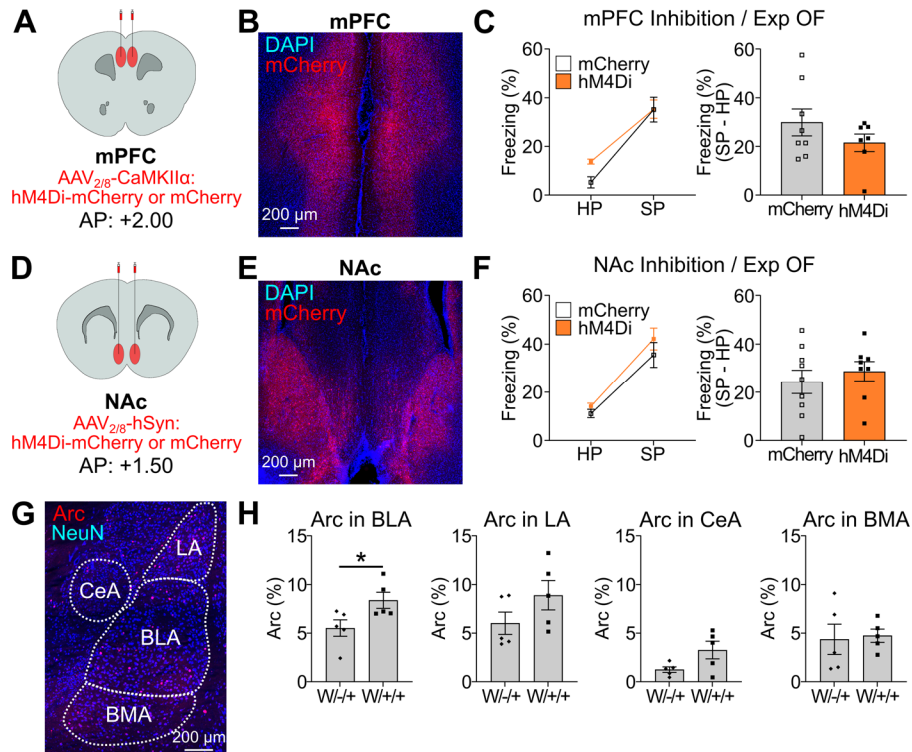 A
mPFC
AAV2/8-CaMKIIα:
hM4Di-mCherry or mCherry
AP: +2.00
B
mPFC
DAPI
mCherry
200 µm
C
mPFC Inhibition / Exp OF
Freezing (%)
60
40
20
0
HP
SP
mCherry
hM4Di
Freezing (%)
(SP - HP)
60
40
20
0
mCherry
hM4Di
D
NAc
AAV2/8-hSyn:
hM4Di-mCherry or mCherry
AP: +1.50
E
NAc
DAPI
mCherry
200 µm
F
NAc Inhibition / Exp OF
Freezing (%)
60
40
20
0
HP
SP
mCherry
hM4Di
Freezing (%)
(SP - HP)
60
40
20
0
mCherry
hM4Di
G
Arc
NeuN
LA
CeA
BLA
BMA
200 µm
H
Arc in BLA
Arc (%)
15
10
5
0
*
W/-/+
W/+/+
Arc in LA
Arc (%)
15
10
5
0
W/-/+
W/+/+
Arc in CeA
Arc (%)
15
10
5
0
W/-/+
W/+/+
Arc in BMA
Arc (%)
15
10
5
0
W/-/+
W/+/+